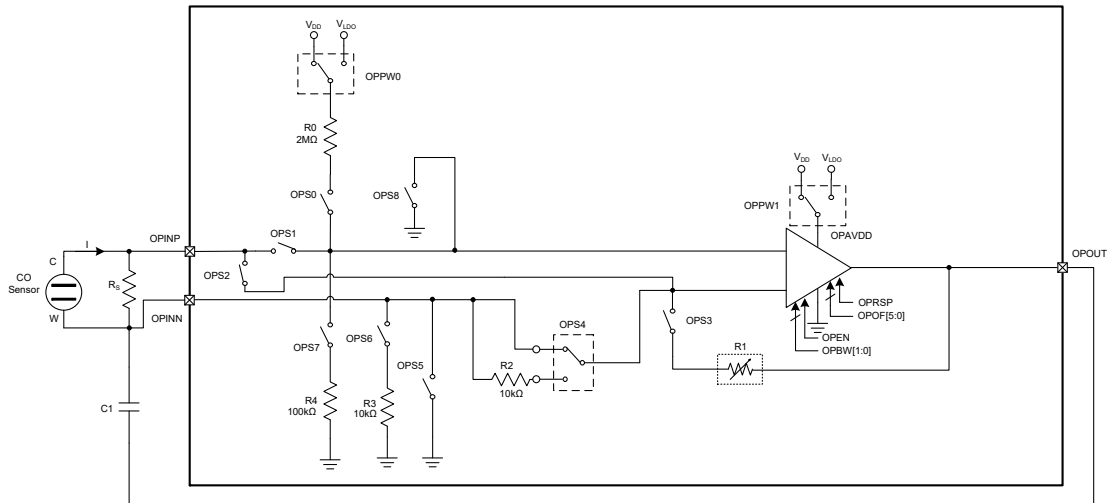 VDD
VLDO
OPPW0
R0
2MΩ
OPS0
OPS8
VDD
VLDO
OPPW1
OPAVDD
OPINP
OPS1
OPOUT
I
C
CO
Sensor
RS
W
OPS2
OPINN
OPRSP
OPOF[5:0]
OPEN
OPBW[1:0]
OPS3
OPS4
OPS7
OPS6
OPS5
R1
R2
10kΩ
C1
R4
100kΩ
R3
10kΩ